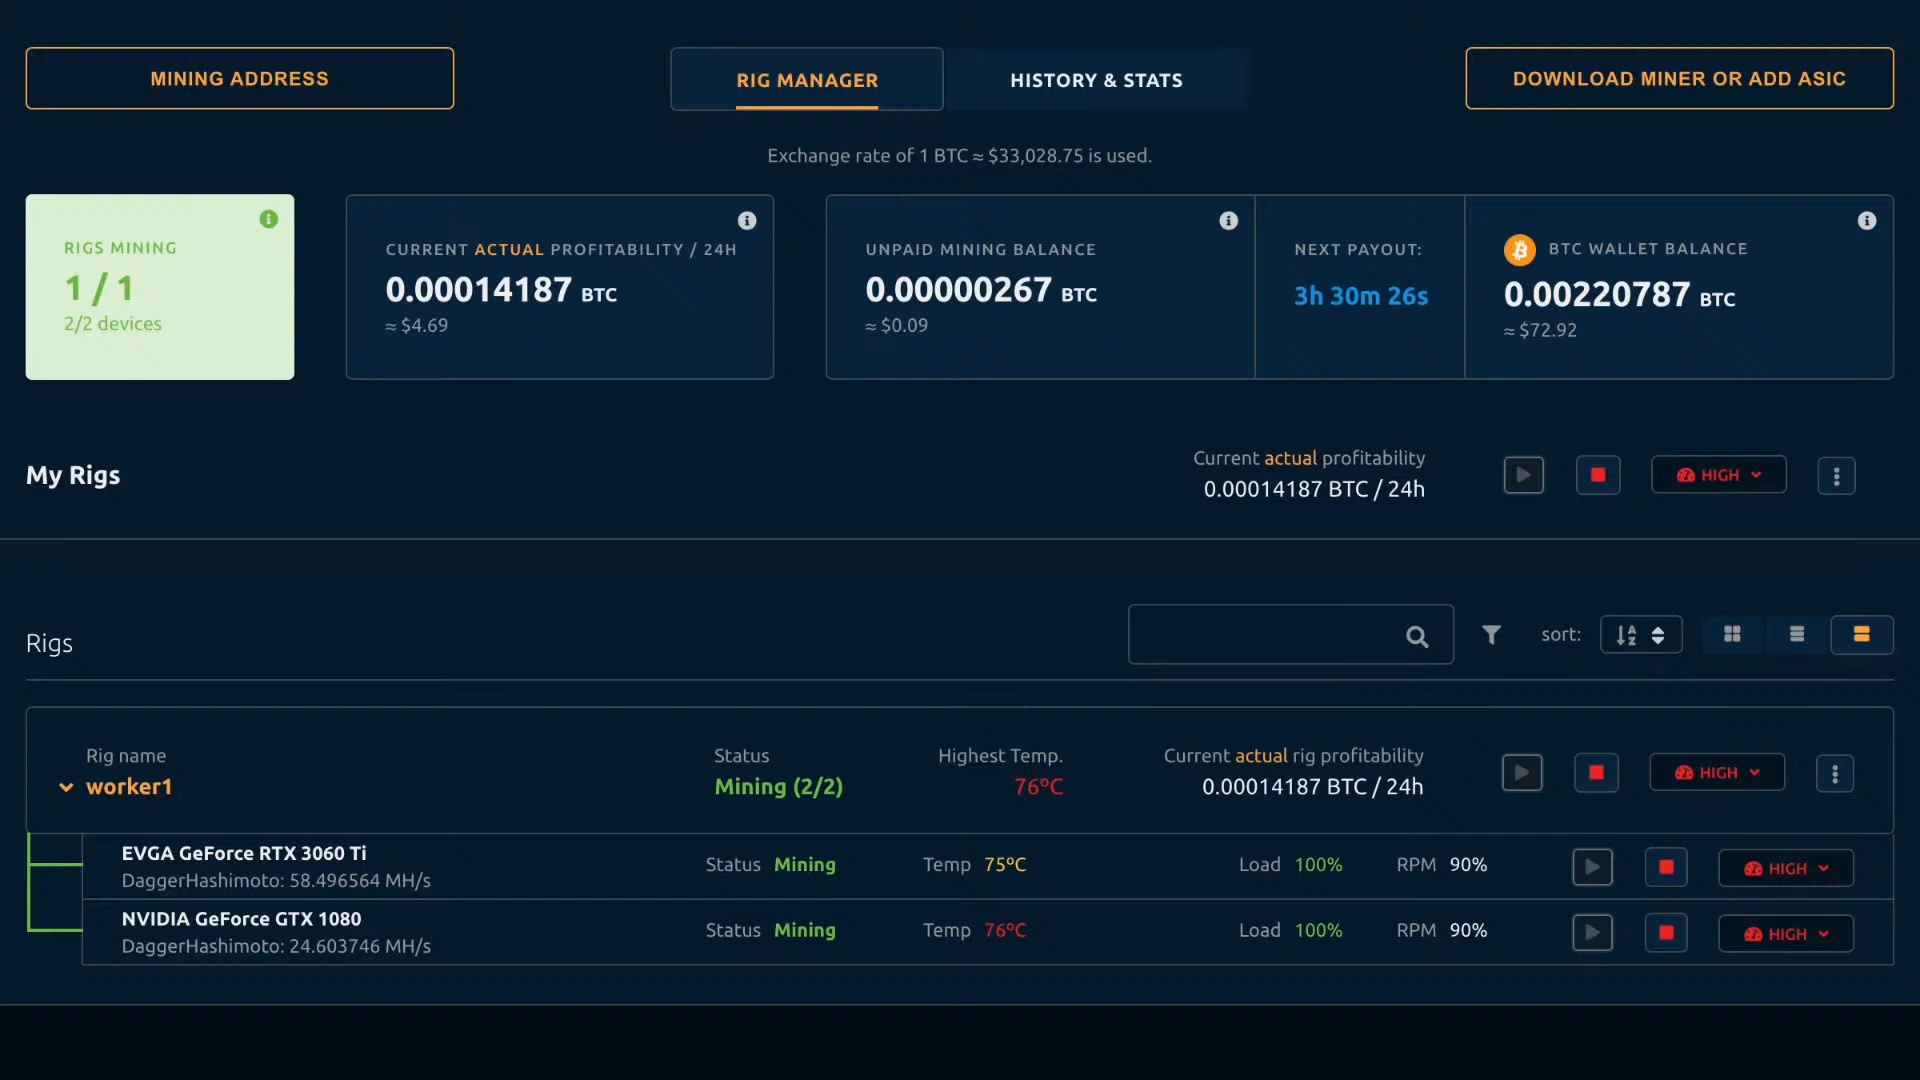 MINING ADDRESS
RIG MANAGER
HISTORY & STATS
DOWNLOAD MINER OR ADD ASIC
Exchange rate of 1 BTC ≈ $33,028.75 is used.
RIGS MINING
1 / 1
2/2 devices
CURRENT ACTUAL PROFITABILITY / 24H
0.00014187 BTC
≈ $4.69
UNPAID MINING BALANCE
0.00000267 BTC
≈ $0.09
NEXT PAYOUT:
3h 30m 26s
BTC WALLET BALANCE
0.00220787 BTC
≈ $72.92
My Rigs
Current actual profitability
0.00014187 BTC / 24h
HIGH
Rigs
sort:
Rig name
worker1
Status
Mining (2/2)
Highest Temp.
76ºC
Current actual rig profitability
0.00014187 BTC / 24h
HIGH
EVGA GeForce RTX 3060 Ti
DaggerHashimoto: 58.496564 MH/s
Status Mining
Temp 75ºC
Load 100%
RPM 90%
HIGH
NVIDIA GeForce GTX 1080
DaggerHashimoto: 24.603746 MH/s
Status Mining
Temp 76ºC
Load 100%
RPM 90%
HIGH